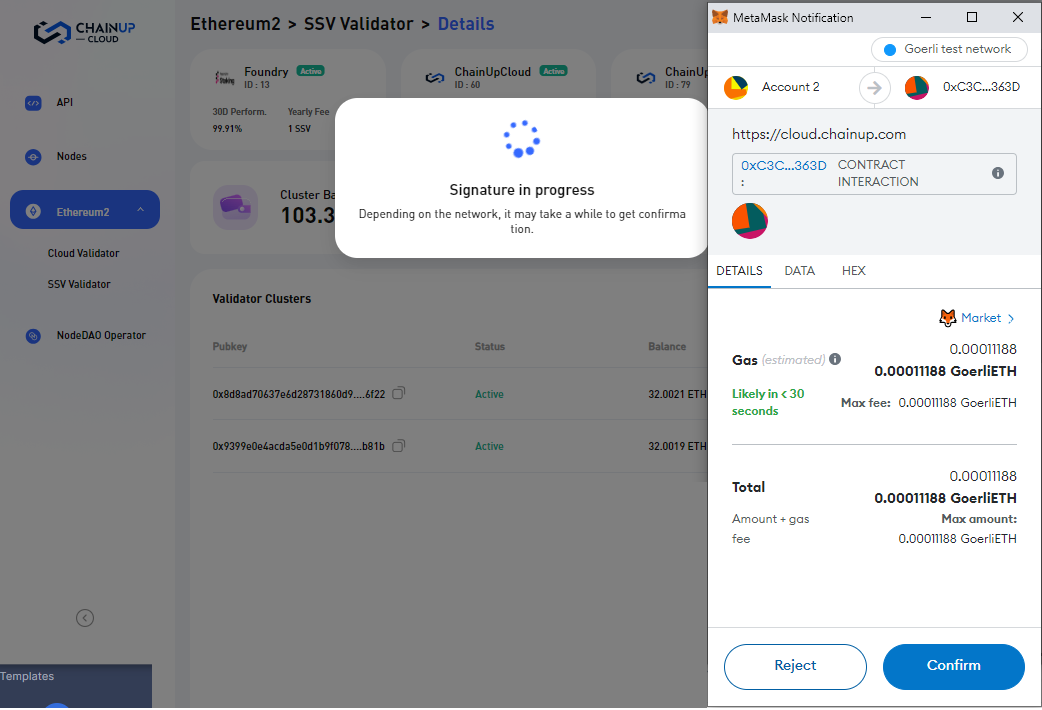 CHAINUP
CLOUD
API
Nodes
Ethereum2
Cloud Validator
SSV Validator
NodeDAO Operator
Templates
Ethereum2 > SSV Validator > Details
Foundry Active
ID : 13
30D Perform. Yearly Fee
99.91% 1 SSV
ChainUpCloud Active
ID : 60
ChainUp
ID : 79
Cluster Ba
103.3
Signature in progress
Depending on the network, it may take a while to get confirma
tion.
Validator Clusters
Pubkey Status Balance
0x8d8ad70637e6d28731860d9....6f22 Active 32.0021 ETH
0x9399e0e4acda5e0d1b9f078....b81b Active 32.0019 ETH
MetaMask Notification
Goerli test network
Account 2 0xC3C...363D
https://cloud.chainup.com
0xC3C...363D CONTRACT
: INTERACTION
DETAILS DATA HEX
Market >
0.00011188
Gas (estimated) 0.00011188 GoerliETH
Likely in < 30
seconds
Max fee: 0.00011188 GoerliETH
0.00011188
Total
0.00011188 GoerliETH
Amount + gas
fee
Max amount:
0.00011188 GoerliETH
Reject Confirm